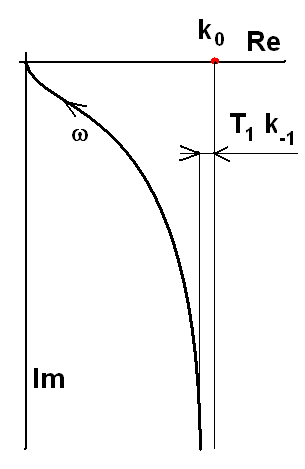 k₀
Re
T₁ k₋₁
ω
Im